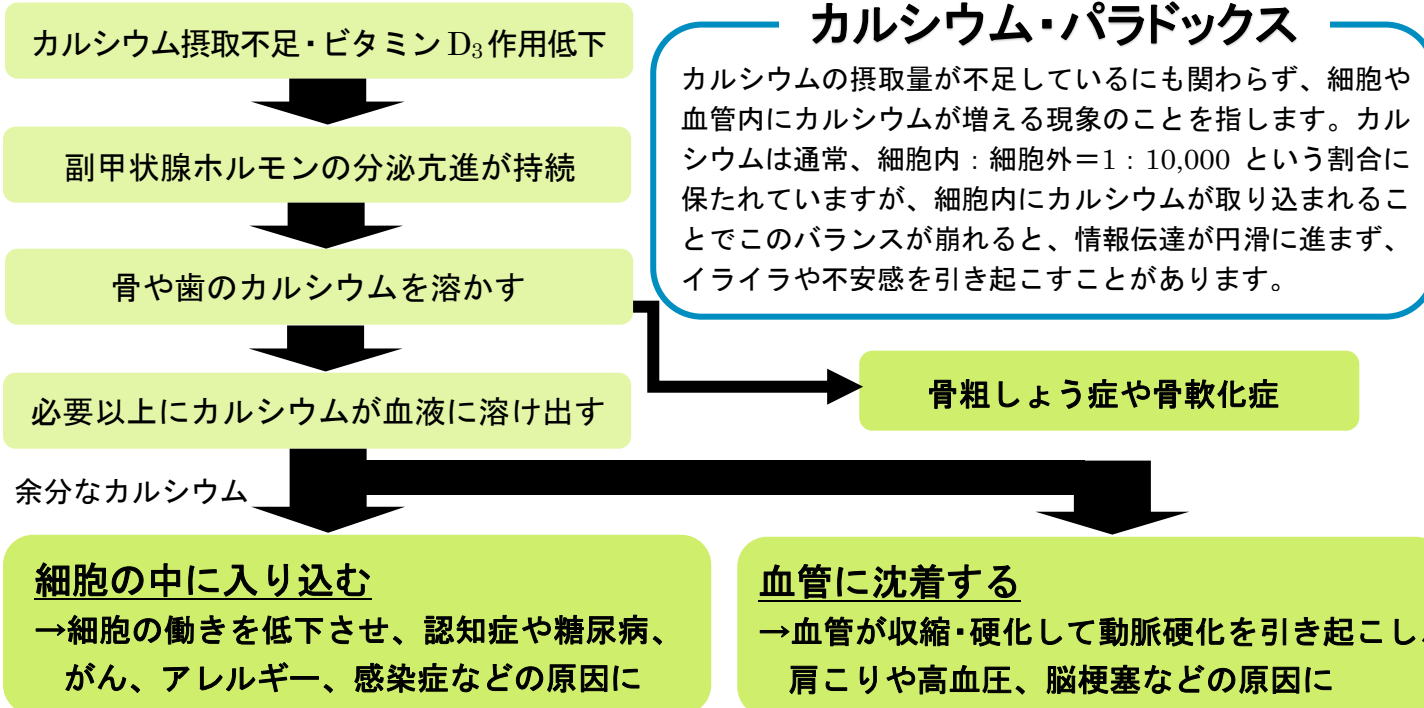 カルシウム摂取不足・ビタミンD₃作用低下
副甲状腺ホルモンの分泌亢進が持続
骨や歯のカルシウムを溶かす
必要以上にカルシウムが血液に溶け出す
カルシウム・パラドックス
カルシウムの摂取量が不足しているにも関わらず、細胞や
血管内にカルシウムが増える現象のことを指します。カル
シウムは通常、細胞内：細胞外＝1：10,000 という割合に
保たれていますが、細胞内にカルシウムが取り込まれるこ
とでこのバランスが崩れると、情報伝達が円滑に進まず、
イライラや不安感を引き起こすことがあります。
骨粗しょう症や骨軟化症
余分なカルシウム
細胞の中に入り込む
→細胞の働きを低下させ、認知症や糖尿病、
がん、アレルギー、感染症などの原因に
血管に沈着する
→血管が収縮・硬化して動脈硬化を引き起こし、
肩こりや高血圧、脳梗塞などの原因に